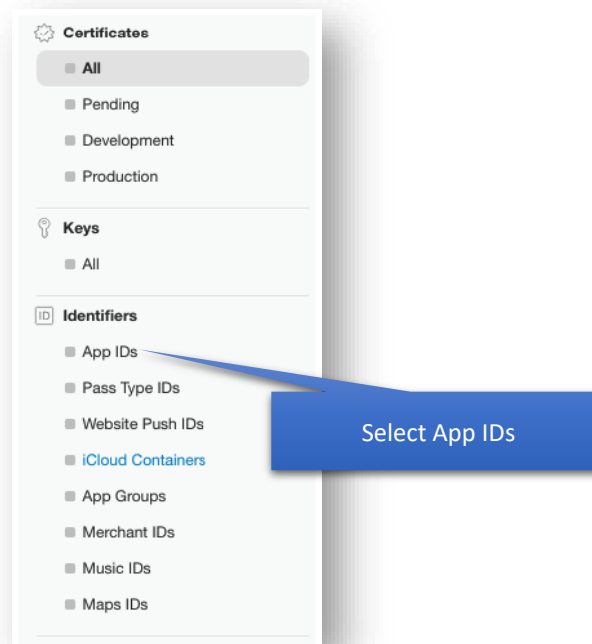 Certificates
All
Pending
Development
Production
Keys
All
ID Identifiers
App IDs
Pass Type IDs
Website Push IDs
iCloud Containers
App Groups
Merchant IDs
Music IDs
Maps IDs
Select App IDs